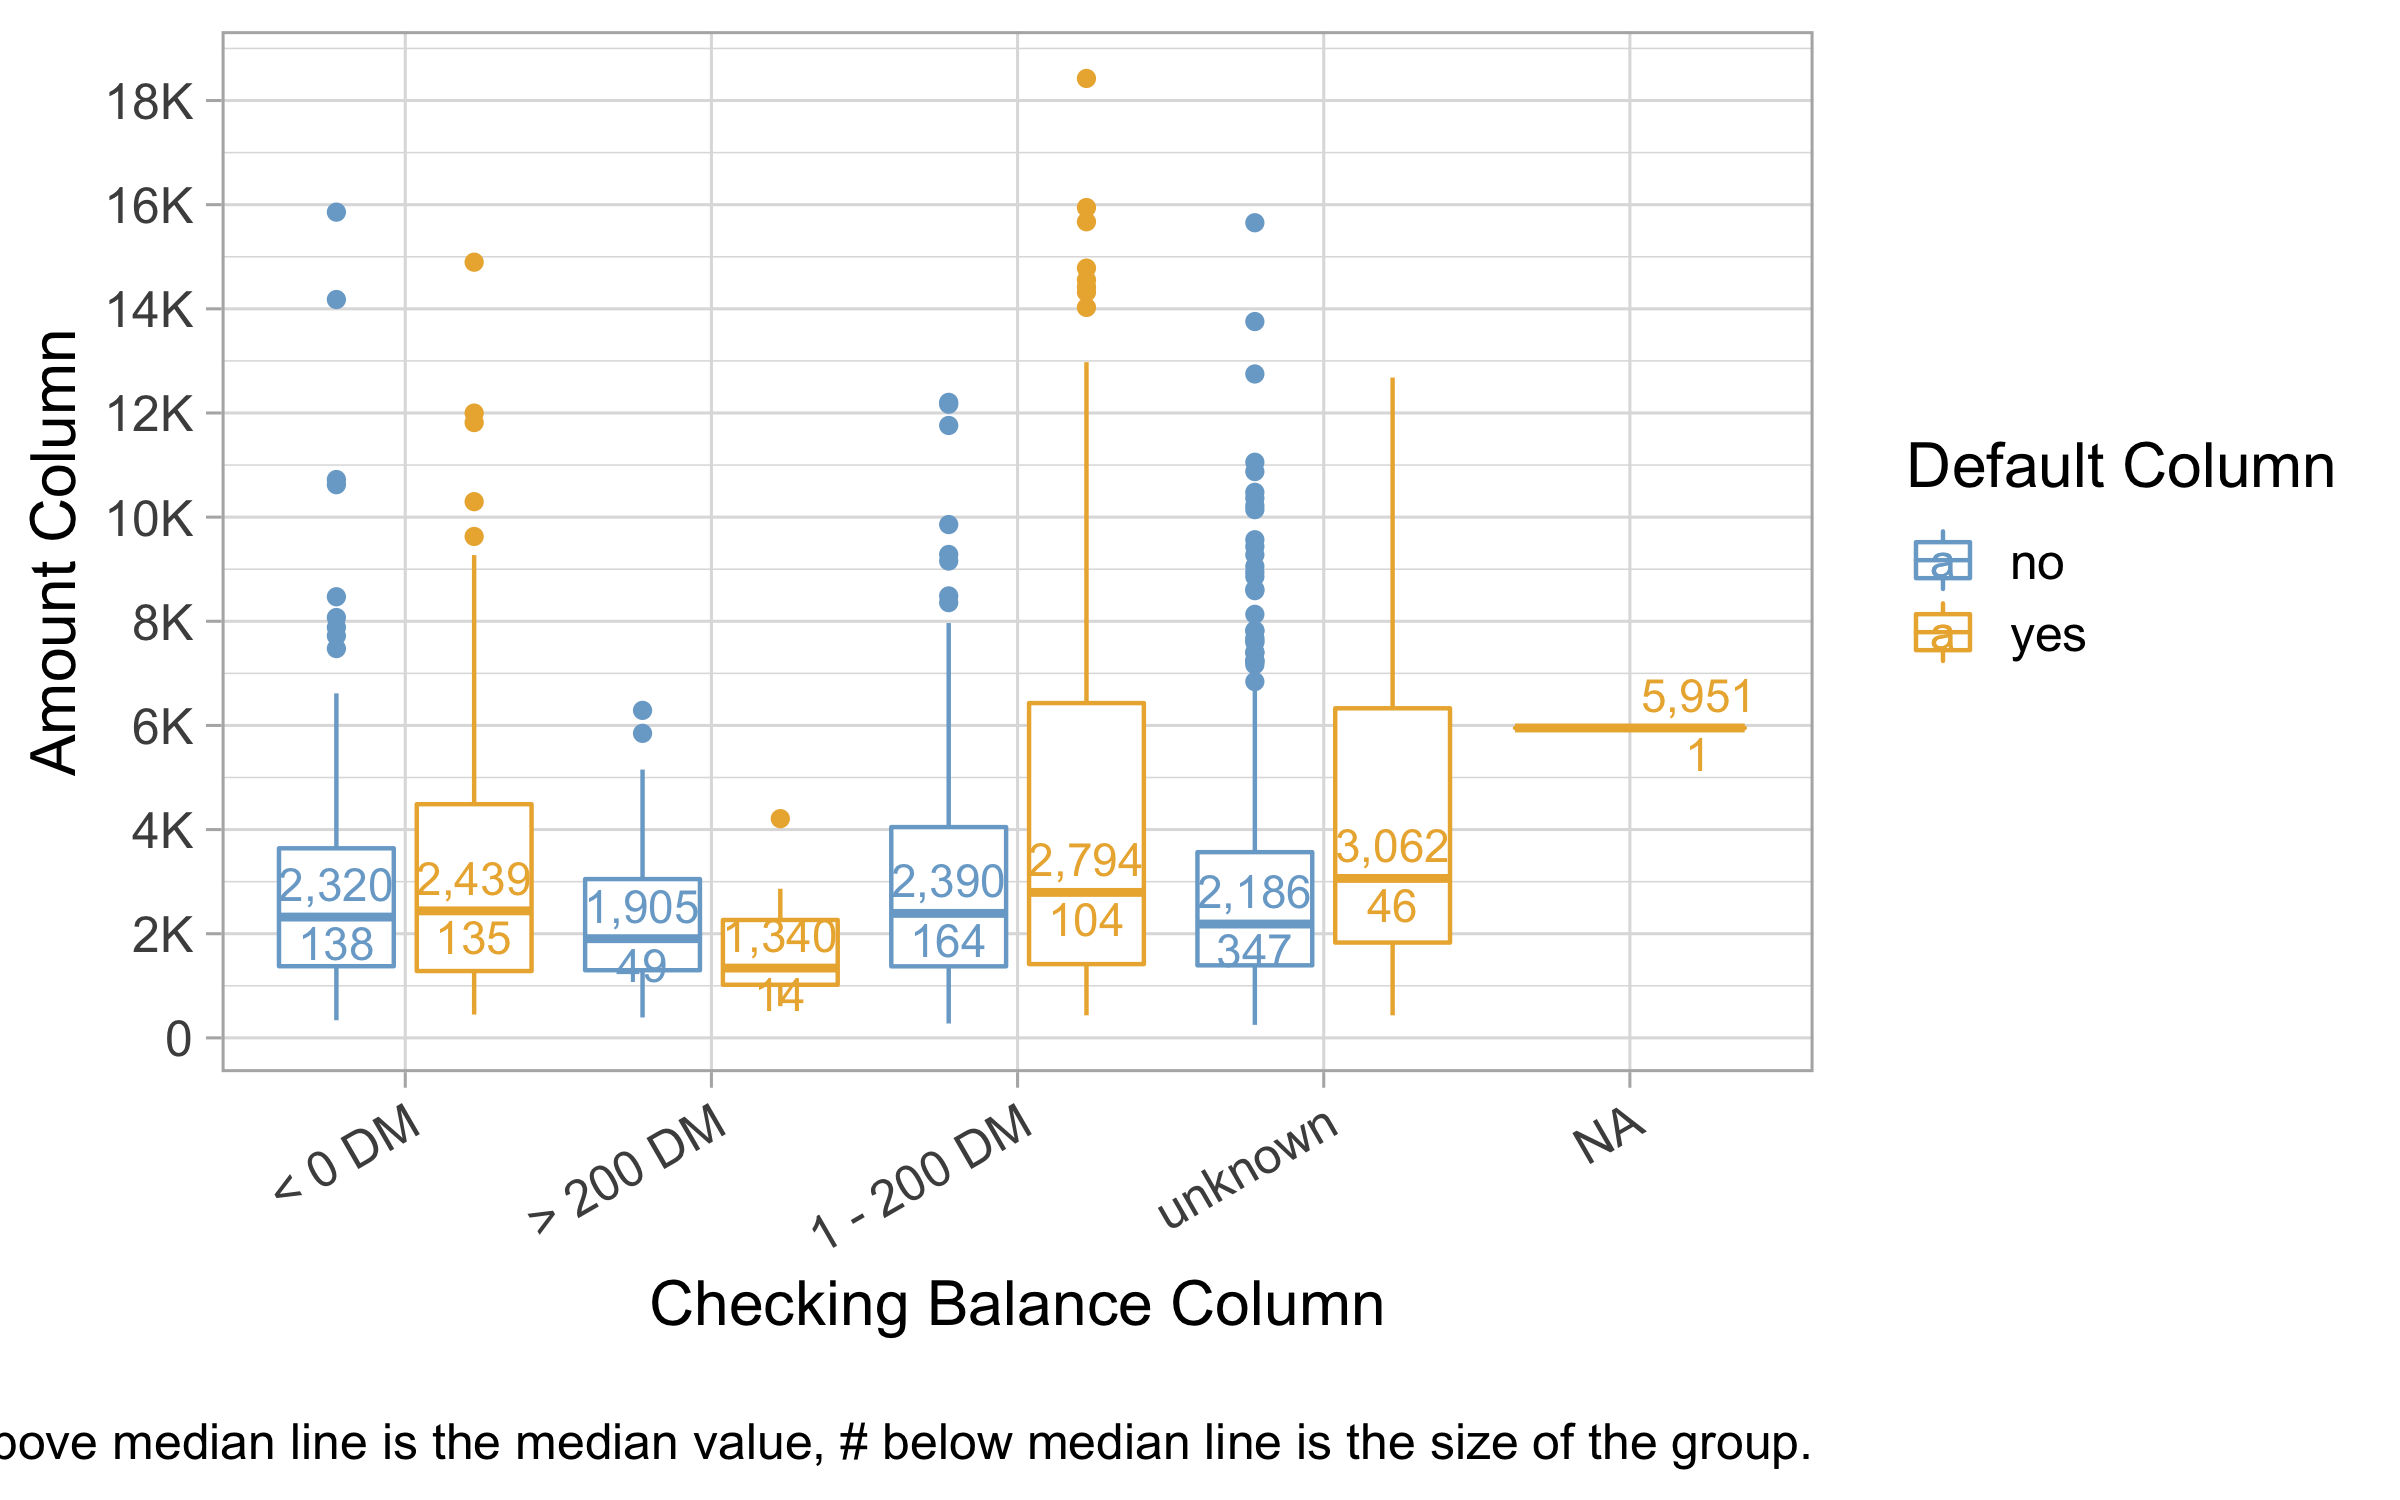 18K
16K
14K
12K
10K
8K
6K
4K
2K
0
Amount Column
2,320
138
2,439
135
1,905
49
1,340
14
2,390
164
2,794
104
2,186
347
3,062
46
5,951
1
< 0 DM
> 200 DM
1 - 200 DM
unknown
NA
Checking Balance Column
Default Column
a no
a yes
median line is the median value, # below median line is the size of the group.